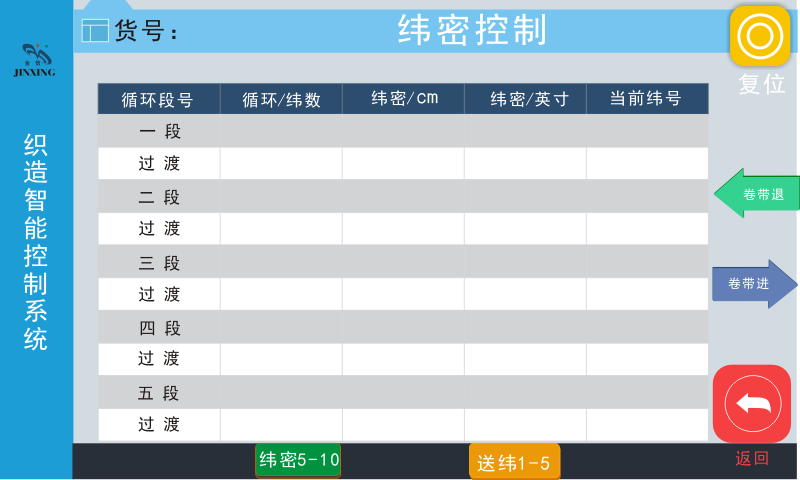 货号：
纬密控制
复位
JINXING
织造智能控制系统
循环段号 循环/纬数 纬密/cm 纬密/英寸 当前纬号
一 段
过 渡
二 段
过 渡
三 段
过 渡
四 段
过 渡
五 段
过 渡
卷带退
卷带进
纬密5-10
送纬1-5
返回